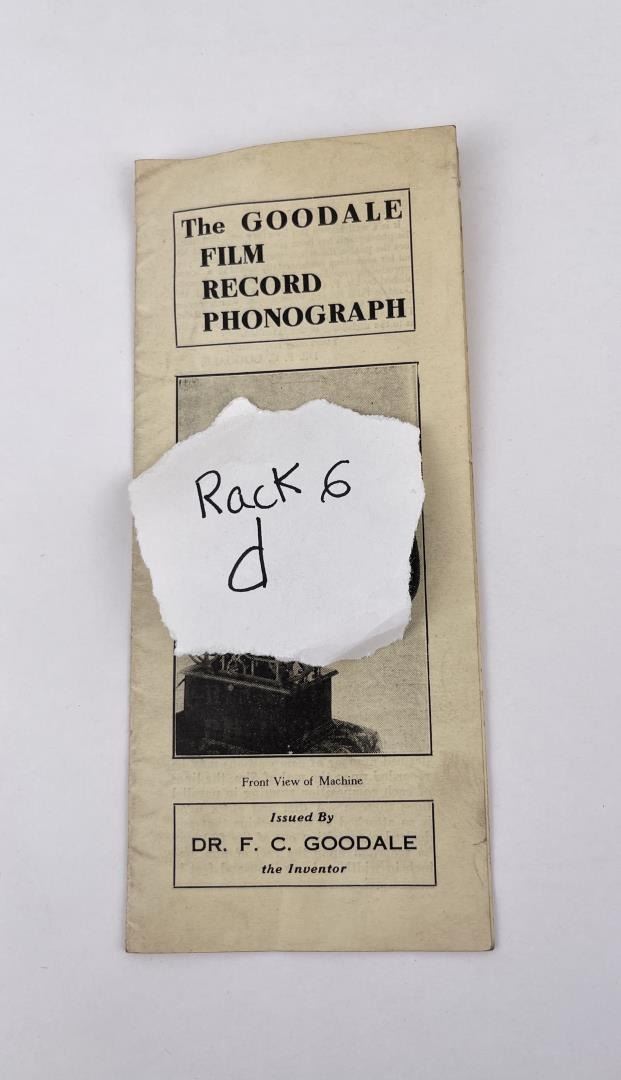 The GOODALE
FILM
RECORD
PHONOGRAPH
Rack 6
d
Front View of Machine
Issued By
DR. F. C. GOODALE
the Inventor